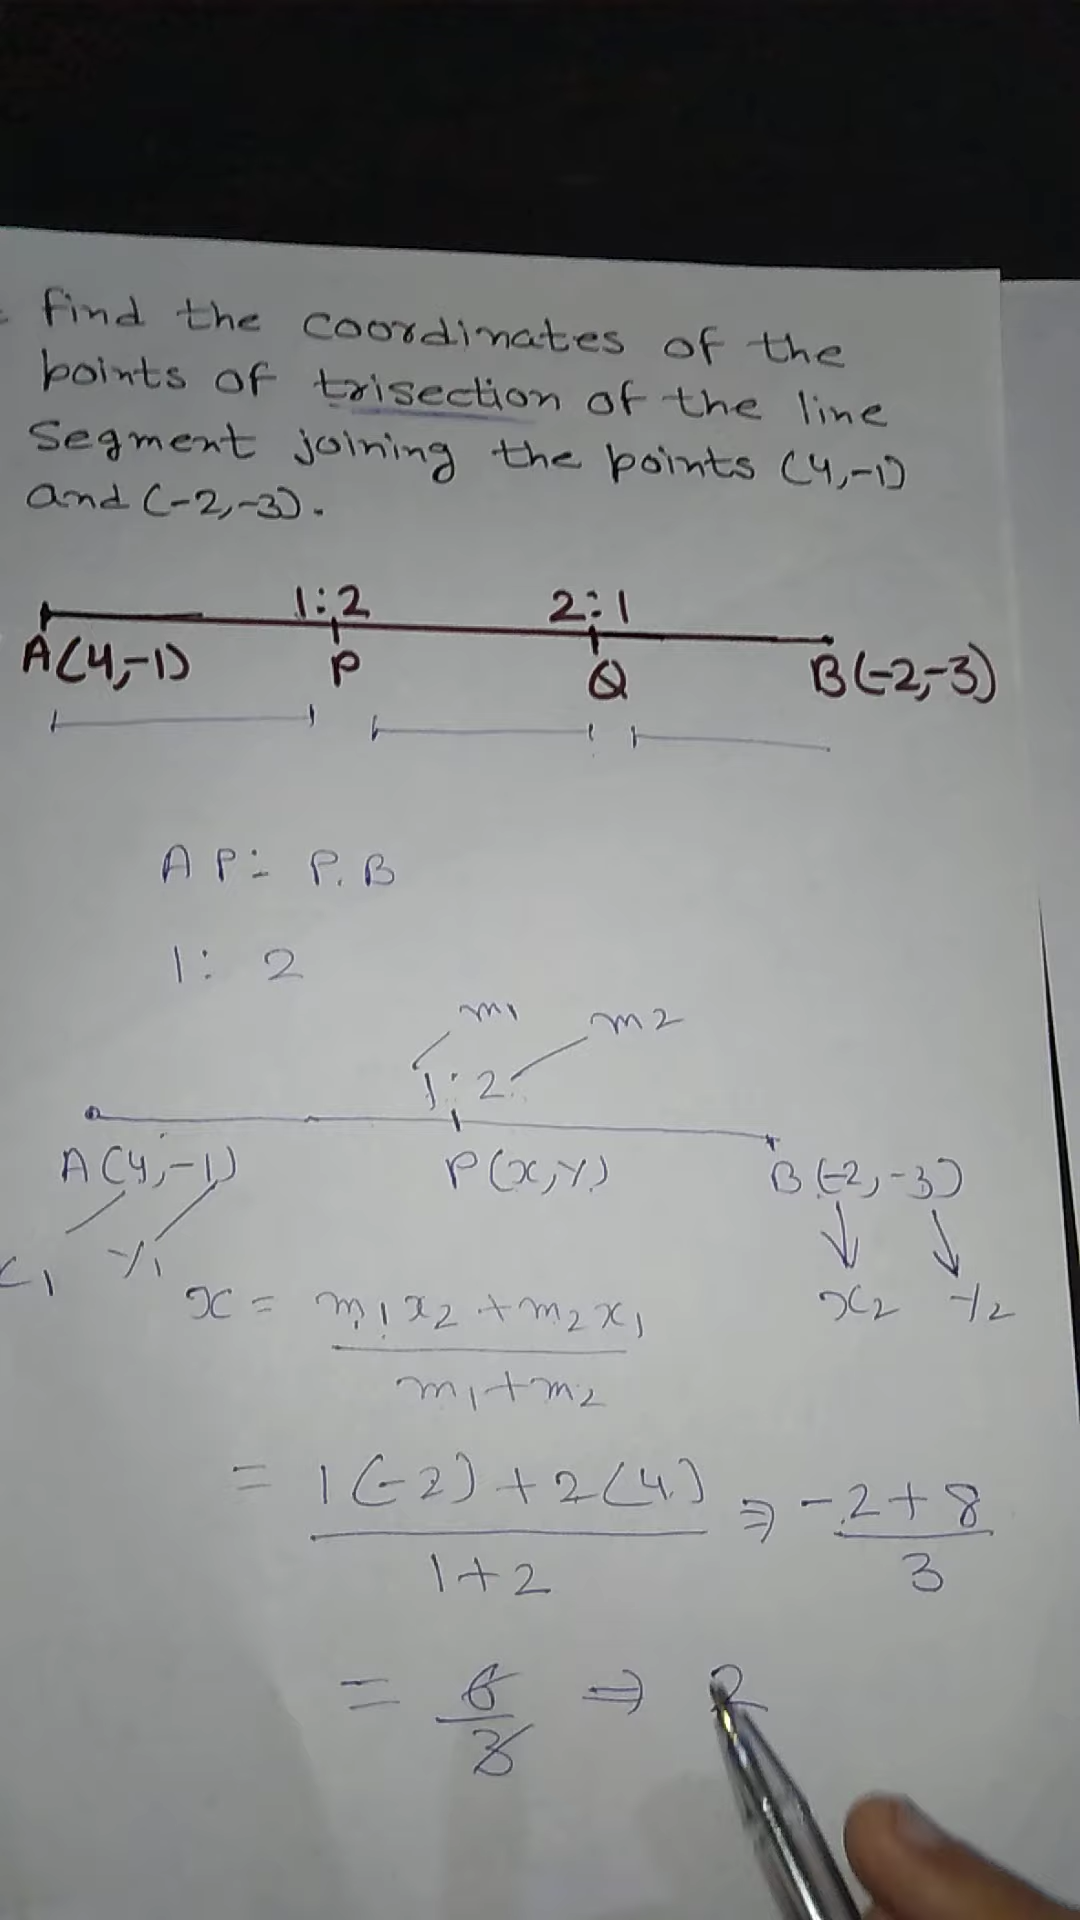 find the coordinates of the
points of trisection of the line
segment joining the points (4,-1)
and (-2,-3).
1:2 2:1
A(4,-1) P Q B(-2,-3)
AP: P.B
1: 2
m1 m2
1:2
A(4,-1) P(x,y) B(-2,-3)
y1 x2 y2
x = m1x2+m2x1
m1+m2
= 1(-2)+2(4) ⇒ -2+8
1+2 3
= 6 ⇒ 2
3